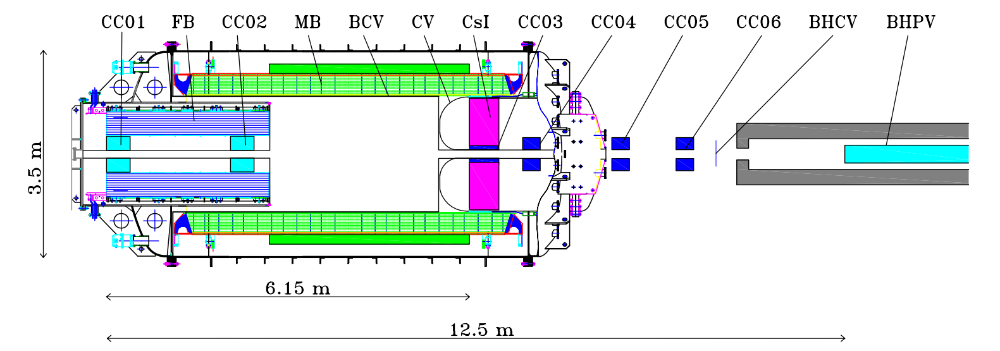 CC01 FB CC02 MB BCV CV CsI CC03 CC04 CC05 CC06 BHCV BHPV
3.5 m
6.15 m
12.5 m